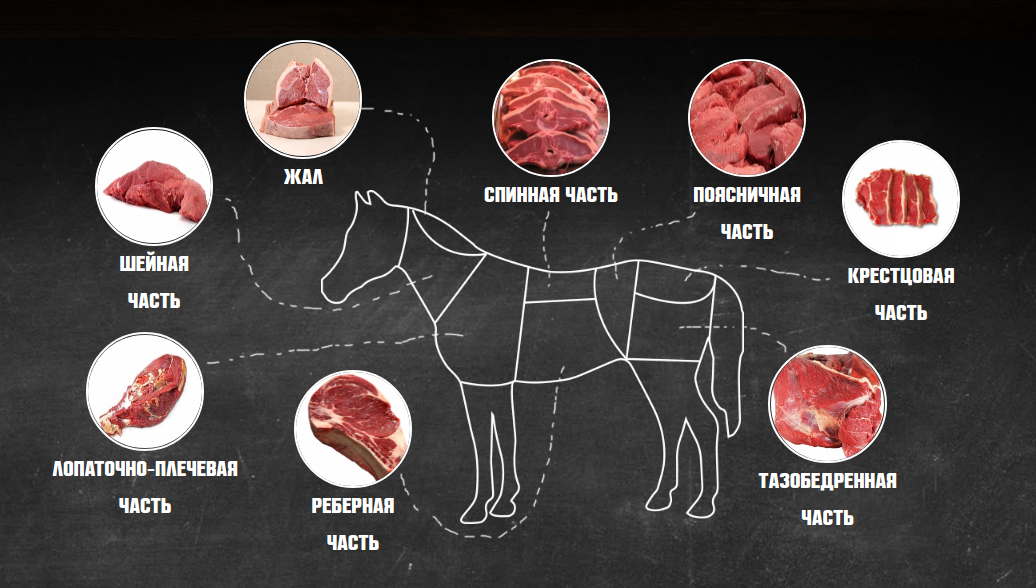 ЖАЛ
СПИННАЯ ЧАСТЬ
ПОЯСНИЧНАЯ
ЧАСТЬ
ШЕЙНАЯ
ЧАСТЬ
КРЕСТЦОВАЯ
ЧАСТЬ
ЛОПАТОЧНО-ПЛЕЧЕВАЯ
ЧАСТЬ
РЕБЕРНАЯ
ЧАСТЬ
ТАЗОБЕДРЕННАЯ
ЧАСТЬ